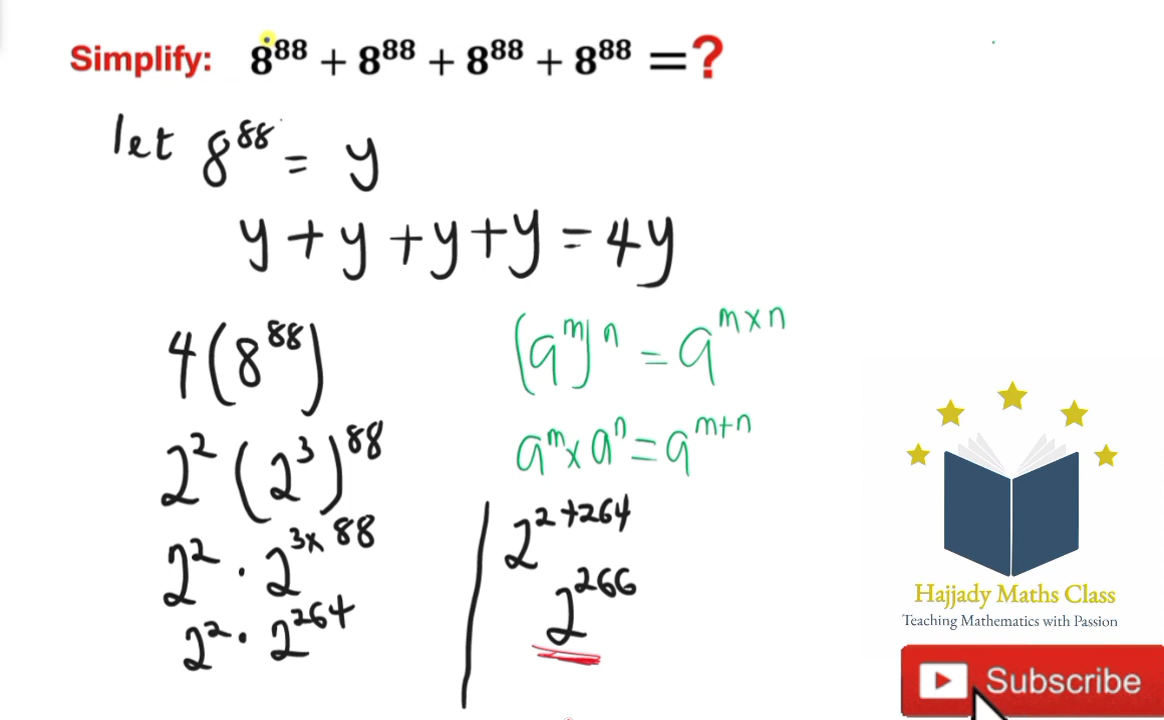 Simplify: 8^88 + 8^88 + 8^88 + 8^88 = ?
let 8^88 = y
y + y + y + y = 4y
4(8^88)
(a^m)^n = a^m×n
2^2 (2^3)^88
a^m × a^n = a^m+n
2^2 · 2^3×88
2^2 · 2^264
2^2+264
2^266
Hajjady Maths Class
Teaching Mathematics with Passion
Subscribe